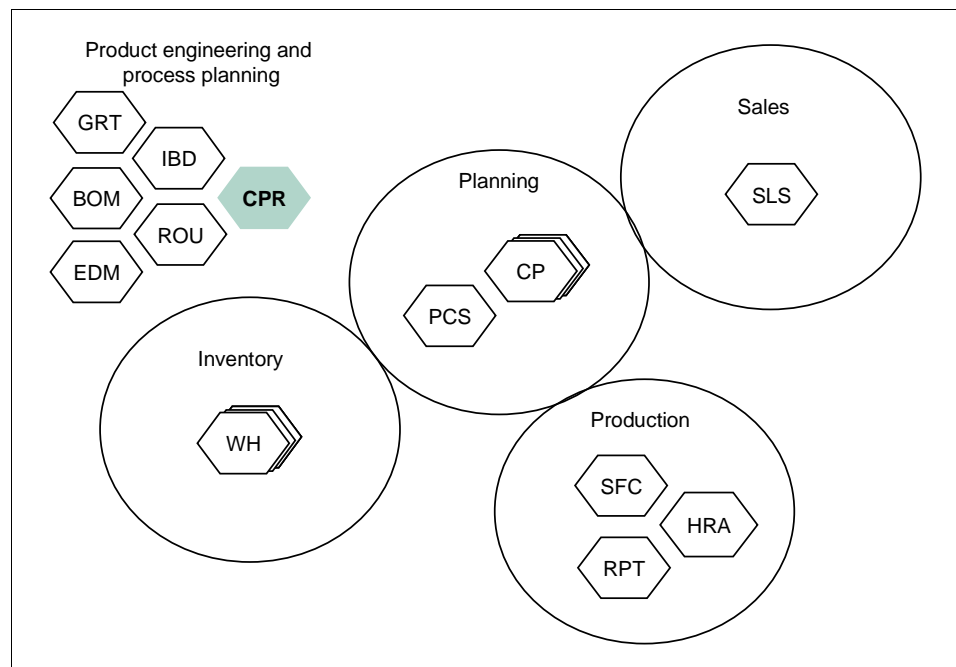 Product engineering and
process planning
GRT
IBD
BOM
CPR
ROU
EDM
Sales
SLS
Planning
CP
PCS
Inventory
WH
Production
SFC
HRA
RPT